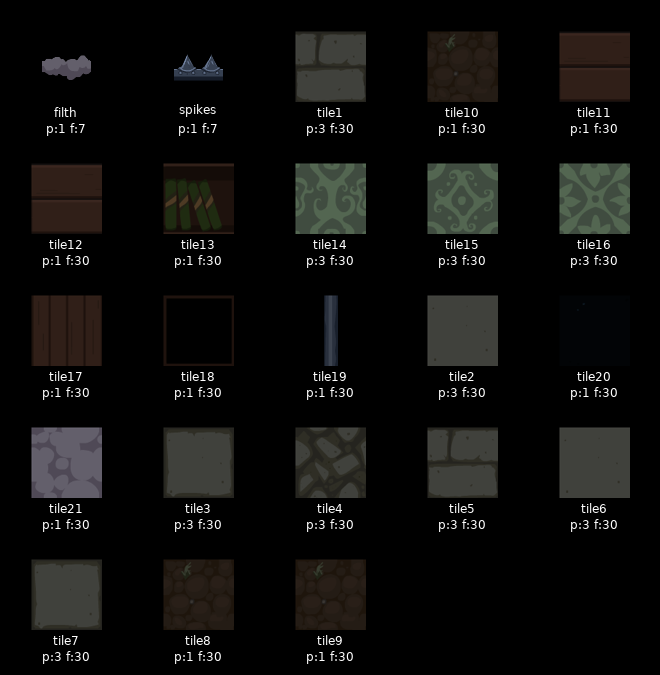 filth
p:1 f:7
spikes
p:1 f:7
tile1
p:3 f:30
tile10
p:1 f:30
tile11
p:1 f:30
tile12
p:1 f:30
tile13
p:1 f:30
tile14
p:3 f:30
tile15
p:3 f:30
tile16
p:3 f:30
tile17
p:1 f:30
tile18
p:1 f:30
tile19
p:1 f:30
tile2
p:3 f:30
tile20
p:1 f:30
tile21
p:1 f:30
tile3
p:3 f:30
tile4
p:3 f:30
tile5
p:3 f:30
tile6
p:3 f:30
tile7
p:3 f:30
tile8
p:1 f:30
tile9
p:1 f:30